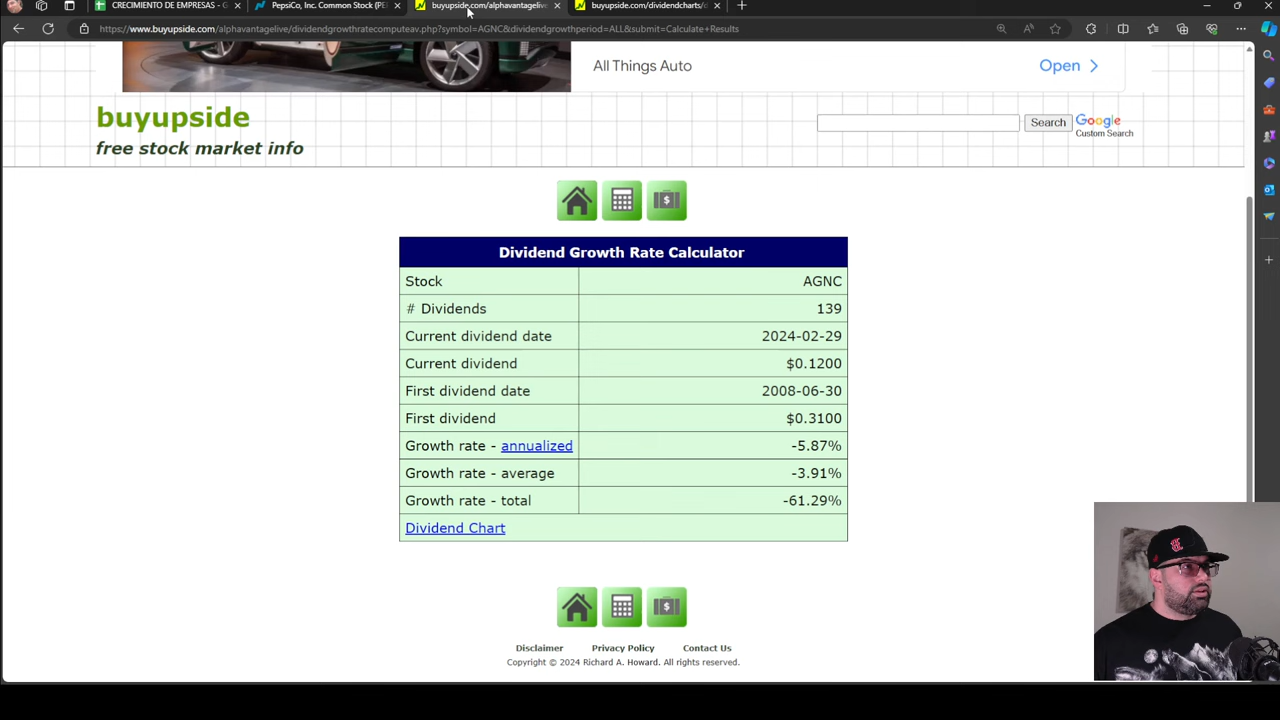 CRECIMIENTO DE EMPRESAS - G
PepsiCo, Inc. Common Stock (PE
buyupside.com/alphavantagelive
buyupside.com/dividendcharts/
https://www.buyupside.com/alphavantagelive/dividendgrowthratecomputeav.php?symbol=AGNC&dividendgrowthperiod=ALL&submit=Calculate+Results
All Things Auto
Open
buyupside
free stock market info
Search
Google
Custom Search
Dividend Growth Rate Calculator
Stock AGNC
# Dividends 139
Current dividend date 2024-02-29
Current dividend $0.1200
First dividend date 2008-06-30
First dividend $0.3100
Growth rate - annualized -5.87%
Growth rate - average -3.91%
Growth rate - total -61.29%
Dividend Chart
Disclaimer Privacy Policy Contact Us
Copyright © 2024 Richard A. Howard. All rights reserved.